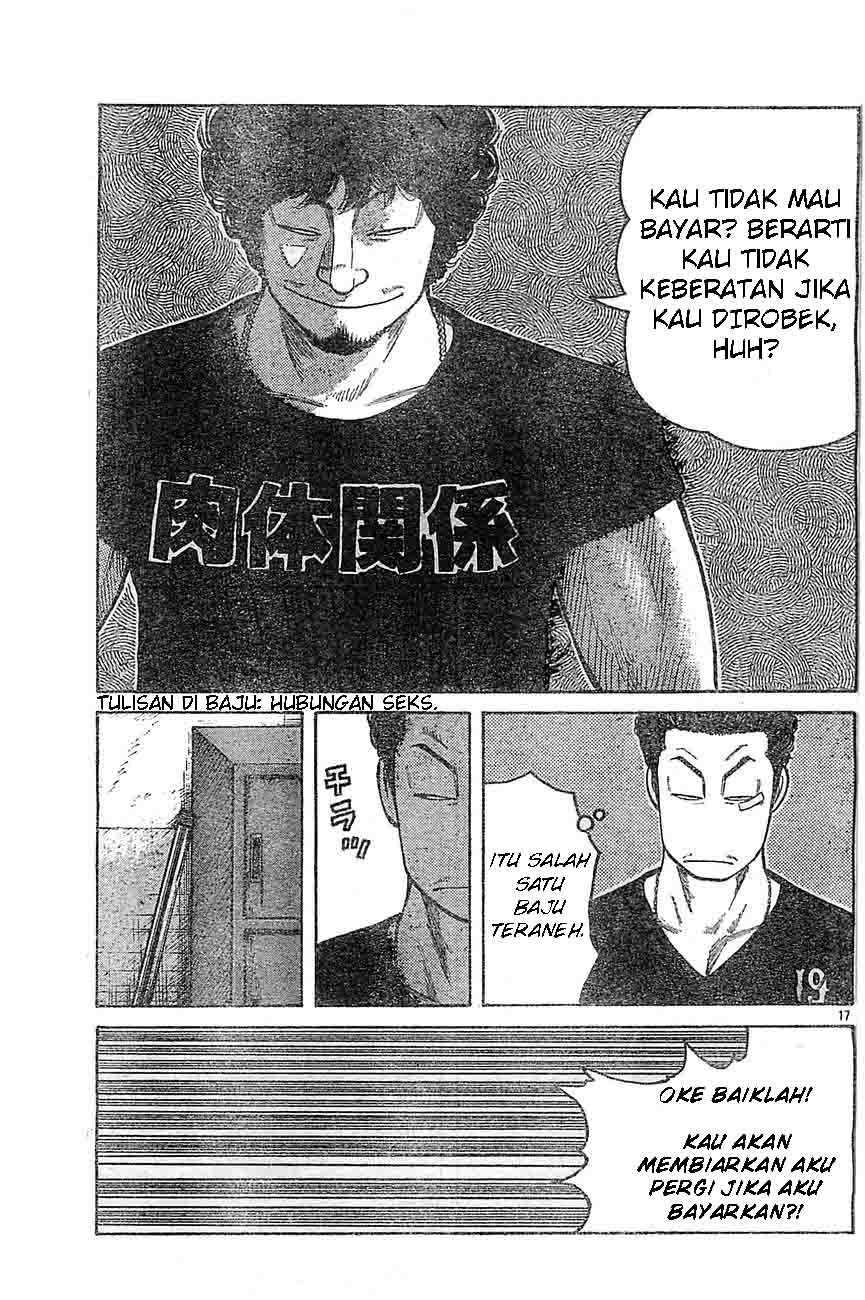 KAU TIDAK MAU
BAYAR? BERARTI
KAU TIDAK
KEBERATAN JIKA
KAU DIROBEK,
HUH?
肉体関係
TULISAN DI BAJU: HUBUNGAN SEKS.
ITU SALAH
SATU
BAJU
TERANEH.
19
チラッ
17
OKE BAIKLAH!
KAU AKAN
MEMBIARKAN AKU
PERGI JIKA AKU
BAYARKAN?!